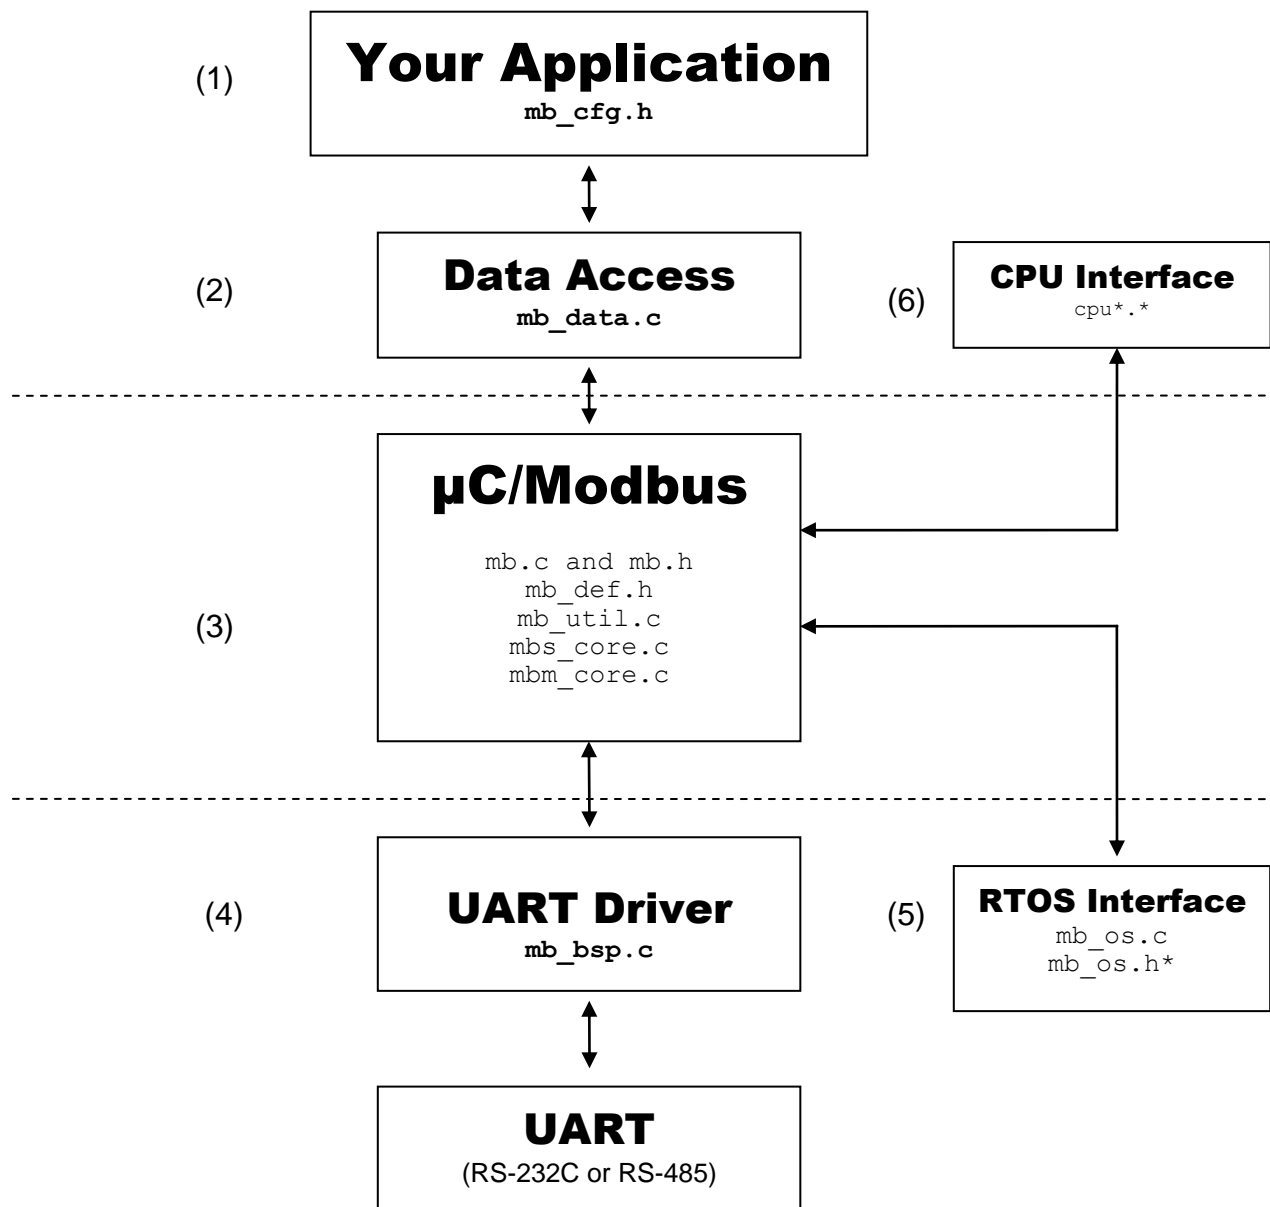 (1)
Your Application
mb_cfg.h
(2)
Data Access
mb_data.c
(6)
CPU Interface
cpu*.*
(3)
µC/Modbus
mb.c and mb.h
mb_def.h
mb_util.c
mbs_core.c
mbm_core.c
(4)
UART Driver
mb_bsp.c
(5)
RTOS Interface
mb_os.c
mb_os.h*
UART
(RS-232C or RS-485)